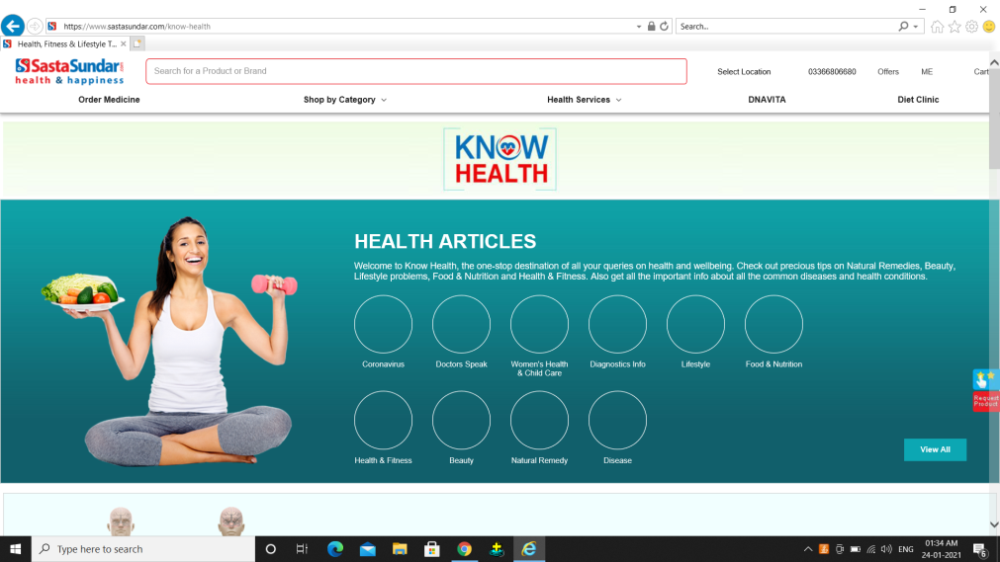 https://www.sastasundar.com/know-health
Search...
Health, Fitness & Lifestyle T...
SastaSundar
health & happiness
Search for a Product or Brand
Select Location
03366806680
Offers
ME
Cart
Order Medicine
Shop by Category
Health Services
DNAVITA
Diet Clinic
KNOW
HEALTH
HEALTH ARTICLES
Welcome to Know Health, the one-stop destination of all your queries on health and wellbeing. Check out precious tips on Natural Remedies, Beauty,
Lifestyle problems, Food & Nutrition and Health & Fitness. Also get all the important info about all the common diseases and health conditions.
Coronavirus
Doctors Speak
Women's Health
& Child Care
Diagnostics Info
Lifestyle
Food & Nutrition
Request
Product
Health & Fitness
Beauty
Natural Remedy
Disease
View All
Type here to search
ENG
01:34 AM
24-01-2021
6